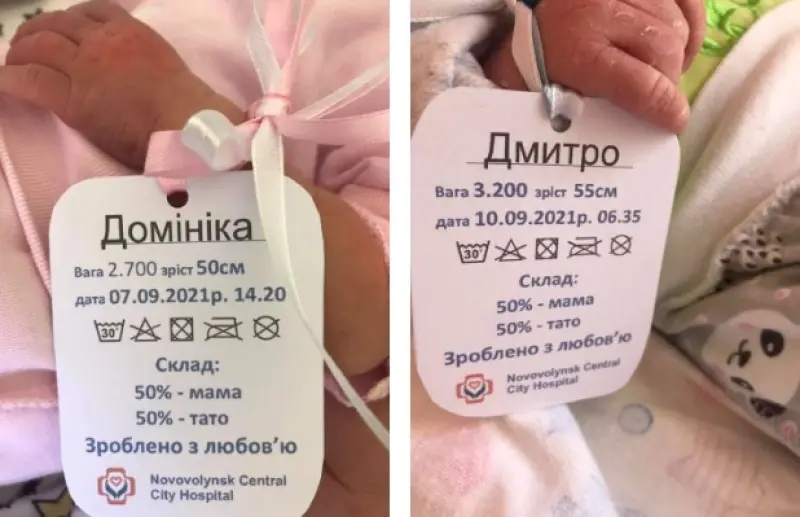 Домініка
Вага 2.700 зріст 50см
дата 07.09.2021р. 14.20
30°
Склад:
50% - мама
50% - тато
Зроблено з любов'ю
Novovolynsk Central
City Hospital
Дмитро
Вага 3.200 зріст 55см
дата 10.09.2021р. 06.35
30°
Склад:
50% - мама
50% - тато
Зроблено з любов'ю
Novovolynsk Central
City Hospital